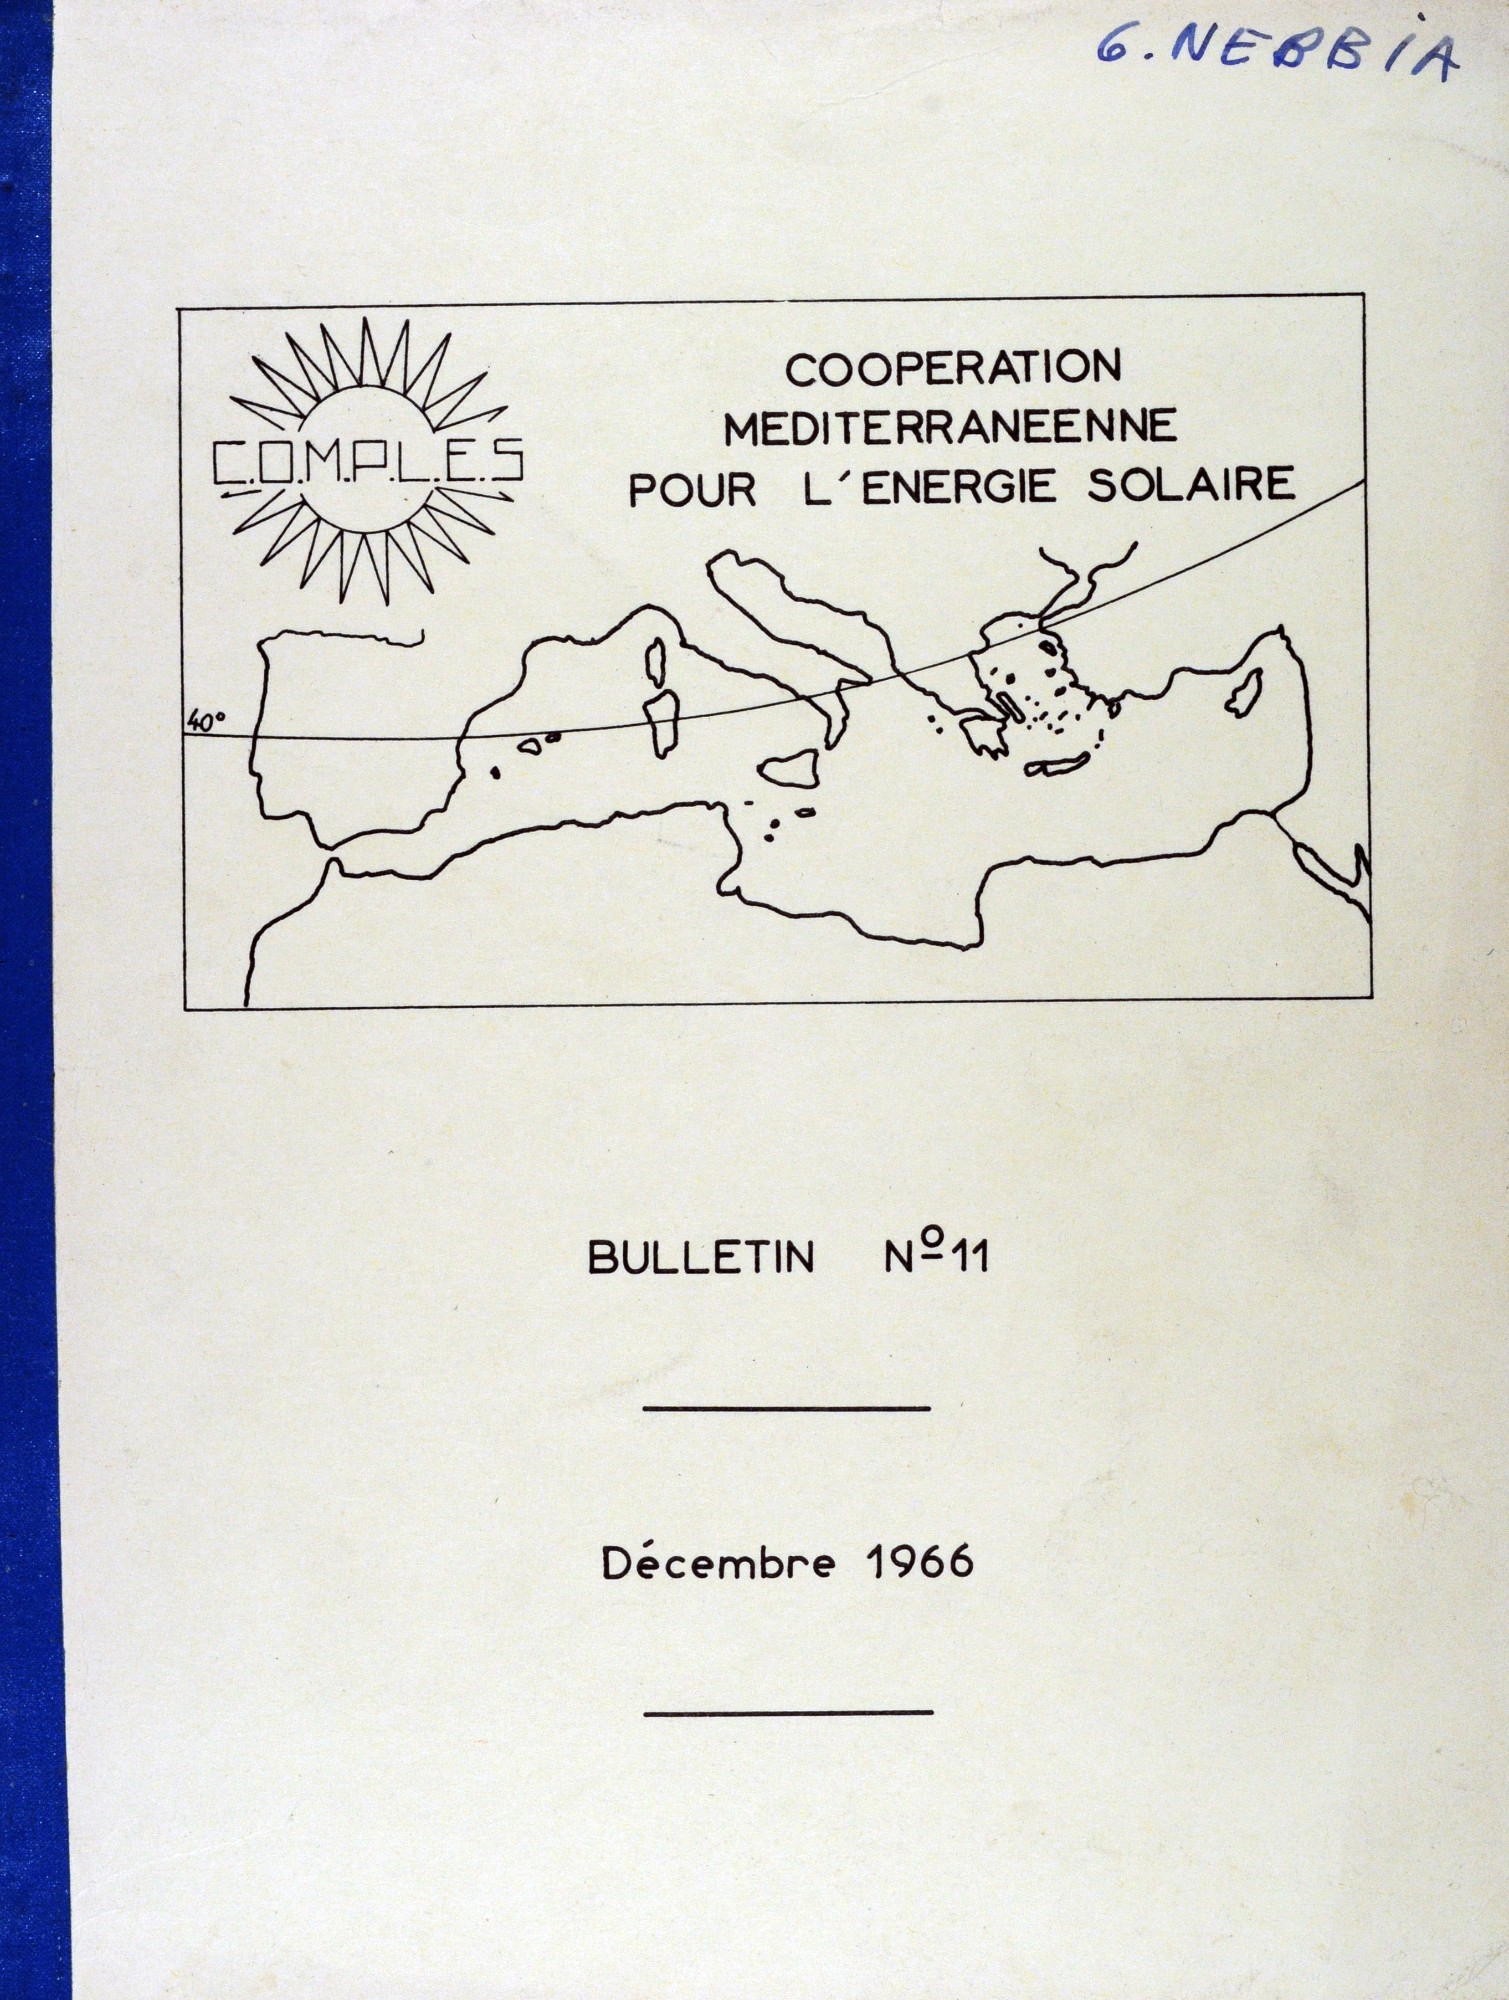 G. NEBBIA
C.O.M.P.L.E.S
COOPERATION
MEDITERRANEENNE
POUR L'ENERGIE SOLAIRE
40°
BULLETIN Nº 11
Décembre 1966